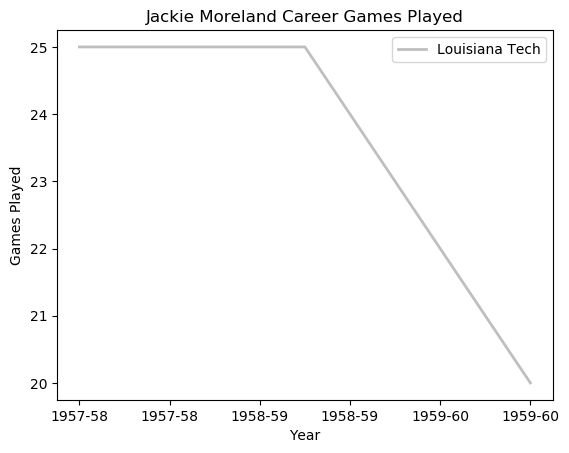 Jackie Moreland Career Games Played
Louisiana Tech
Games Played
25
24
23
22
21
20
1957-58 1957-58 1958-59 1958-59 1959-60 1959-60
Year